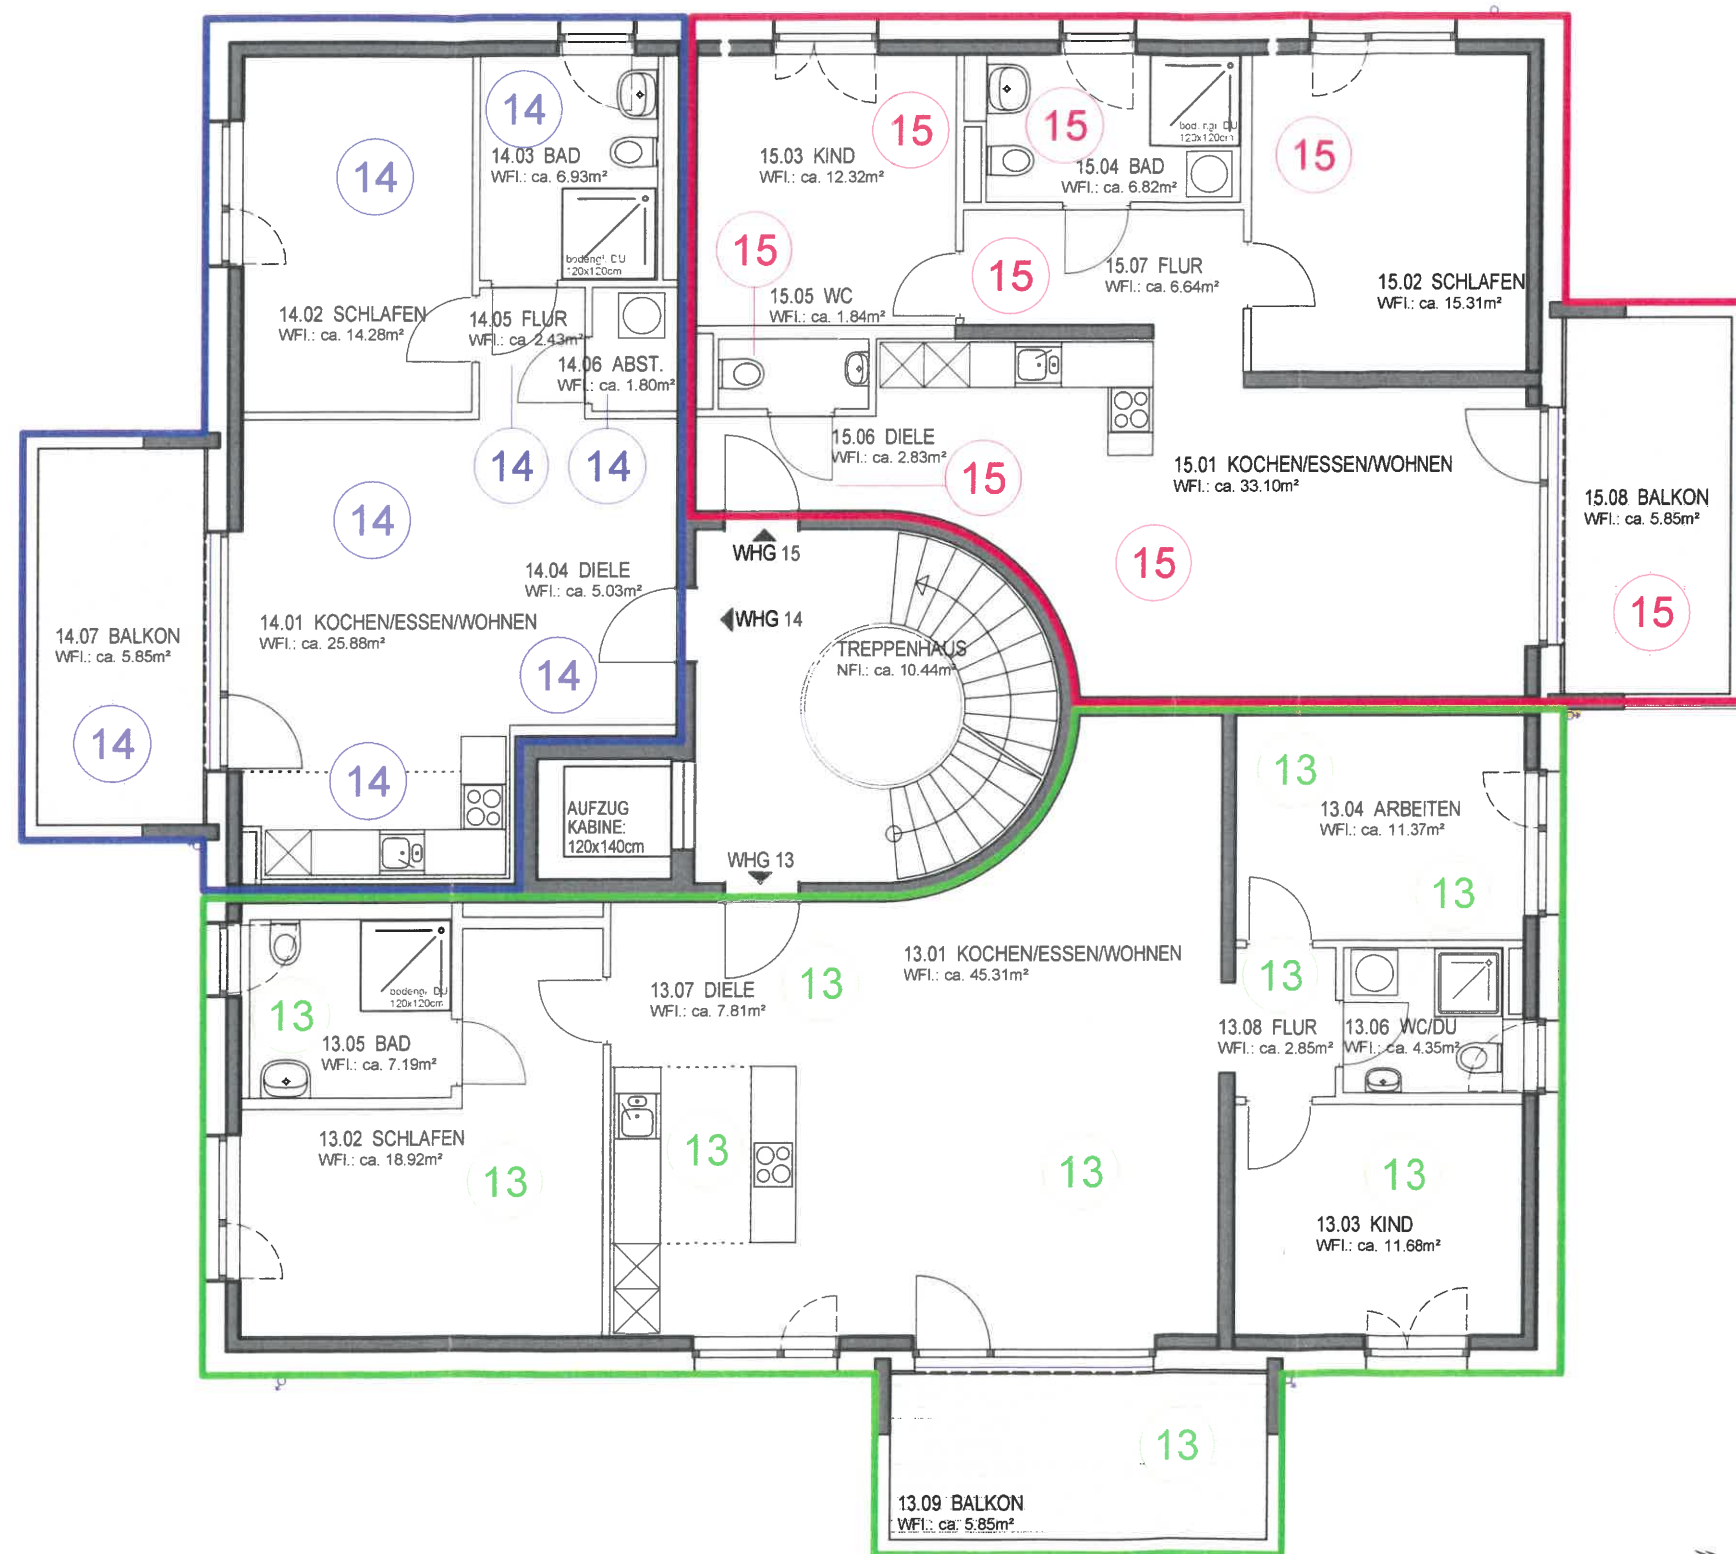 14
14.03 BAD
WFl.: ca. 6.93m²
bodengl. DU
120x120cm
14
14.02 SCHLAFEN
WFl.: ca. 14.28m²
14.05 FLUR
WFl.: ca. 2.43m²
14.06 ABST.
WFl.: ca. 1.80m²
14
14
14
14.04 DIELE
WFl.: ca. 5.03m²
14.01 KOCHEN/ESSEN/WOHNEN
WFl.: ca. 25.88m²
14
14.07 BALKON
WFl.: ca. 5.85m²
14
14
15
15.03 KIND
WFl.: ca. 12.32m²
15
15.04 BAD
WFl.: ca. 6.82m²
bodengl. DU
120x120cm
15
15.02 SCHLAFEN
WFl.: ca. 15.31m²
15
15.05 WC
WFl.: ca. 1.84m²
15
15.07 FLUR
WFl.: ca. 6.64m²
15.06 DIELE
WFl.: ca. 2.83m²
15
15.01 KOCHEN/ESSEN/WOHNEN
WFl.: ca. 33.10m²
15
15.08 BALKON
WFl.: ca. 5.85m²
15
WHG 15
WHG 14
TREPPENHAUS
NFl.: ca. 10.44m²
AUFZUG
KABINE:
120x140cm
WHG 13
13
13.04 ARBEITEN
WFl.: ca. 11.37m²
13
13.01 KOCHEN/ESSEN/WOHNEN
WFl.: ca. 45.31m²
13
13.07 DIELE
WFl.: ca. 7.81m²
bodengl. DU
120x120cm
13
13.05 BAD
WFl.: ca. 7.19m²
13
13.08 FLUR
WFl.: ca. 2.85m²
13.06 WC/DU
WFl.: ca. 4.35m²
13.02 SCHLAFEN
WFl.: ca. 18.92m²
13
13
13
13
13.03 KIND
WFl.: ca. 11.68m²
13
13.09 BALKON
WFl.: ca. 5.85m²